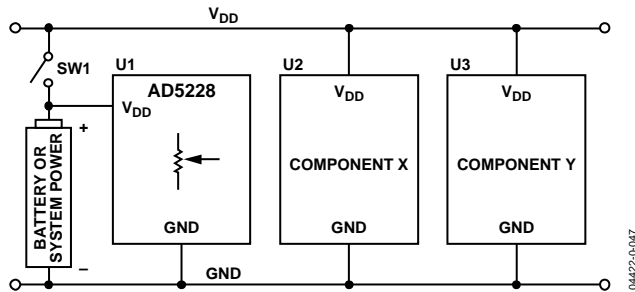 VDD
SW1
U1
AD5228
VDD
GND
U2
VDD
COMPONENT X
GND
U3
VDD
COMPONENT Y
GND
+
BATTERY OR
SYSTEM POWER
–
GND
04422-0-047